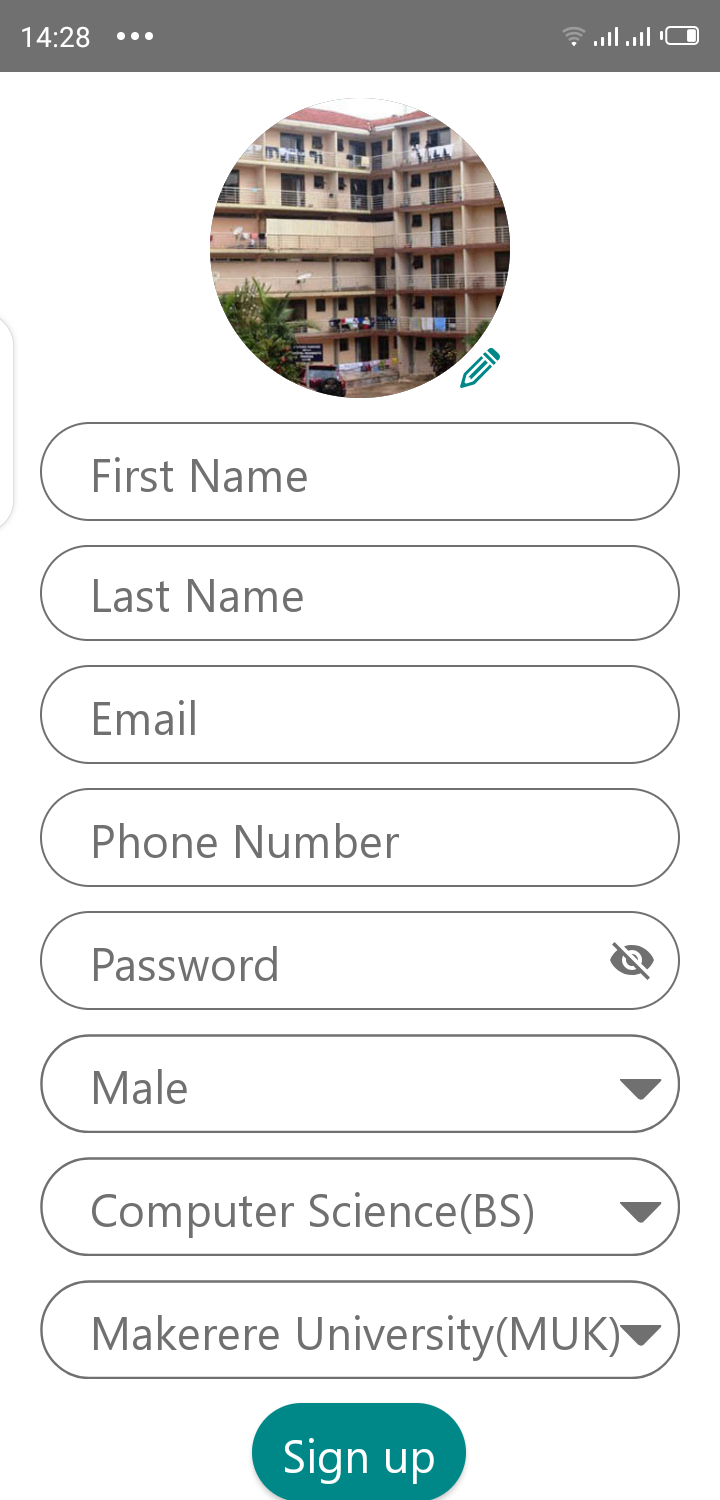 14:28
First Name
Last Name
Email
Phone Number
Password
Male
Computer Science(BS)
Makerere University(MUK)
Sign up